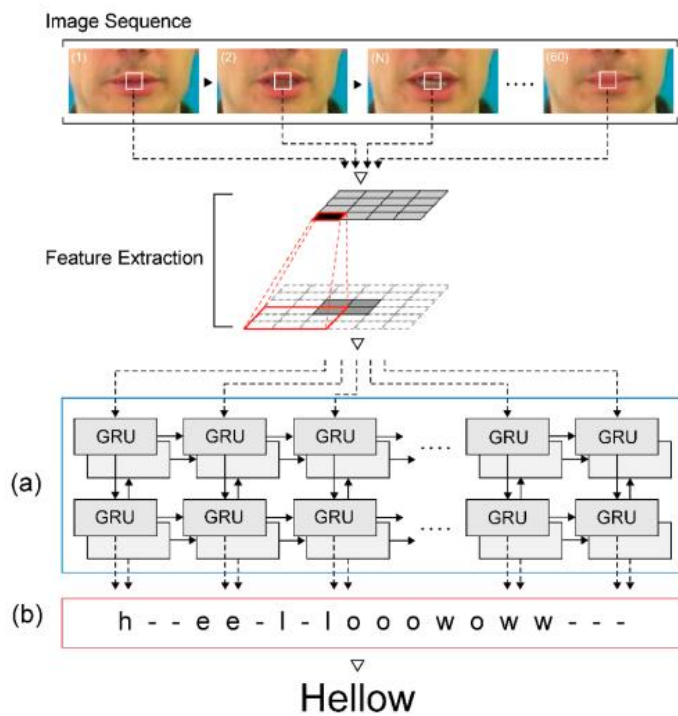 Image Sequence
(1) (2) (N) (60)
Feature Extraction
GRU GRU GRU GRU GRU
(a)
GRU GRU GRU GRU GRU
(b) h - - e e - l - l o o o w o w w - - -
Hellow